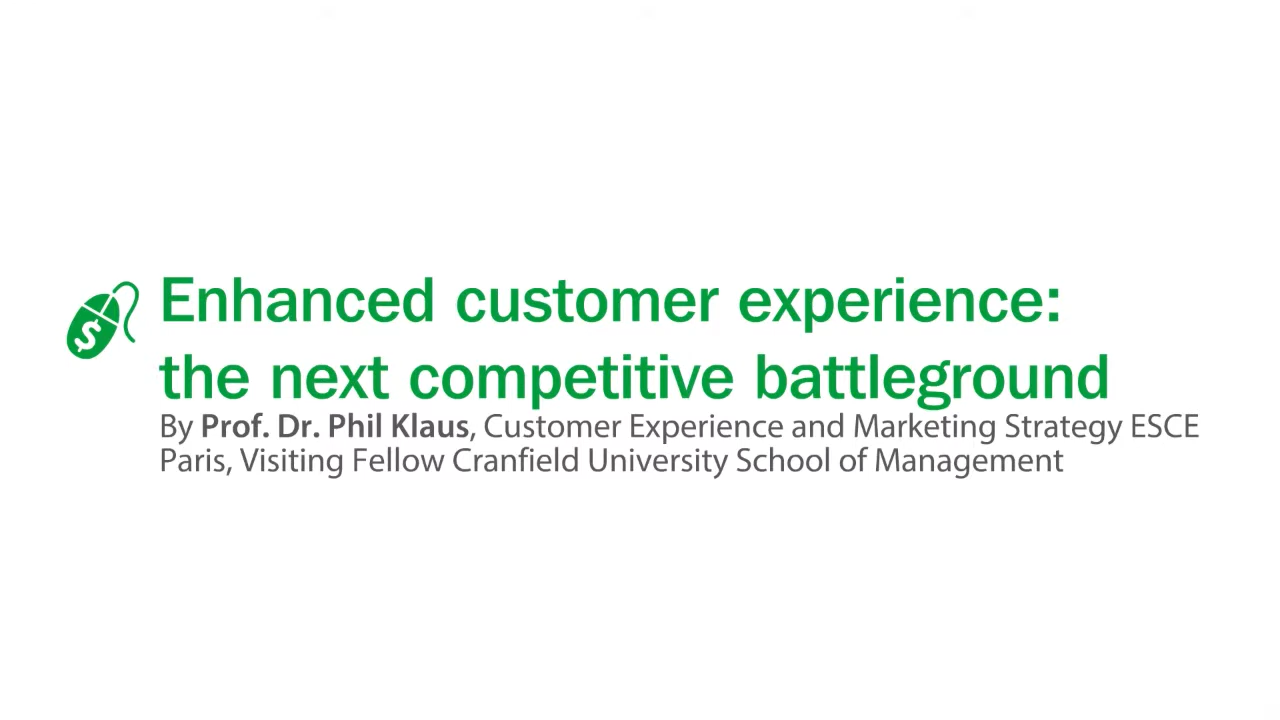 Enhanced customer experience:
the next competitive battleground
By Prof. Dr. Phil Klaus, Customer Experience and Marketing Strategy ESCE
Paris, Visiting Fellow Cranfield University School of Management
$